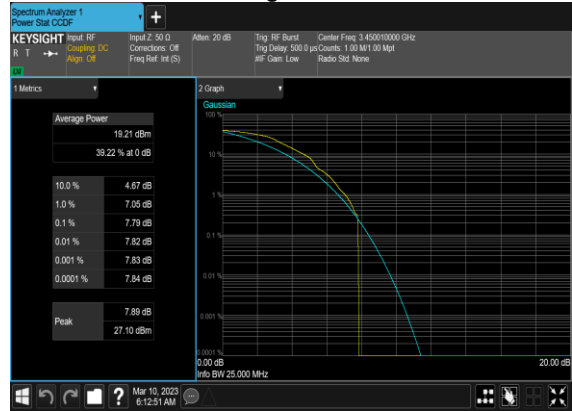 Spectrum Analyzer 1
Power Stat CCDF
+
KEYSIGHT
R T
LV
Input: RF
Coupling: DC
Align: Off
Input Z: 50 Ω
Corrections: Off
Freq Ref: Int (S)
Atten: 20 dB
Trig: RF Burst
Trig Delay: 500.0 µs
#IF Gain: Low
Center Freq: 3.450010000 GHz
Counts: 1.00 M/1.00 Mpt
Radio Std: None
1 Metrics
Average Power
19.21 dBm
39.22 % at 0 dB
10.0 % 4.67 dB
1.0 % 7.05 dB
0.1 % 7.79 dB
0.01 % 7.82 dB
0.001 % 7.83 dB
0.0001 % 7.84 dB
Peak
7.89 dB
27.10 dBm
2 Graph
Gaussian
100 %
10 %
1 %
0.1 %
0.01 %
0.001 %
0.0001 %
0.00 dB
20.00 dB
Info BW 25.000 MHz
?
Mar 10, 2023
6:12:51 AM